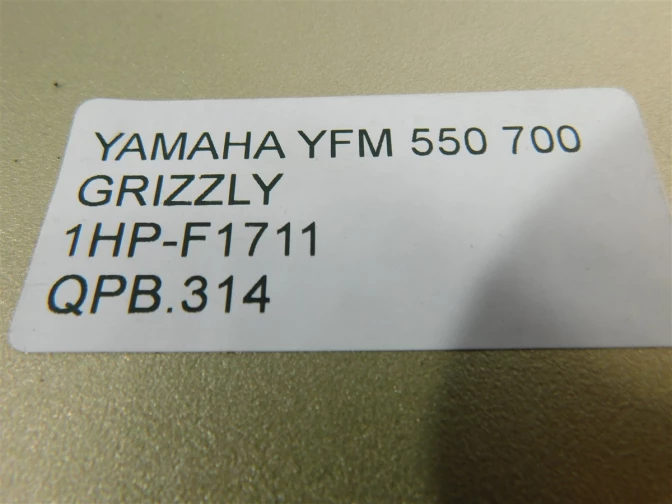 YAMAHA YFM 550 700
GRIZZLY
1HP-F1711
QPB.314